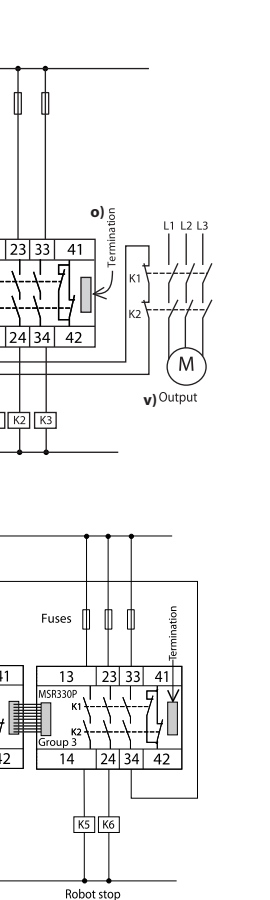 o)
Termination
L1 L2 L3
23 33 41
K1
K2
24 34 42
M
K2 K3
v) Output
Termination
Fuses
41 13 23 33 41
MSR330P
K1
K2
Group 3
42 14 24 34 42
K5 K6
Robot stop